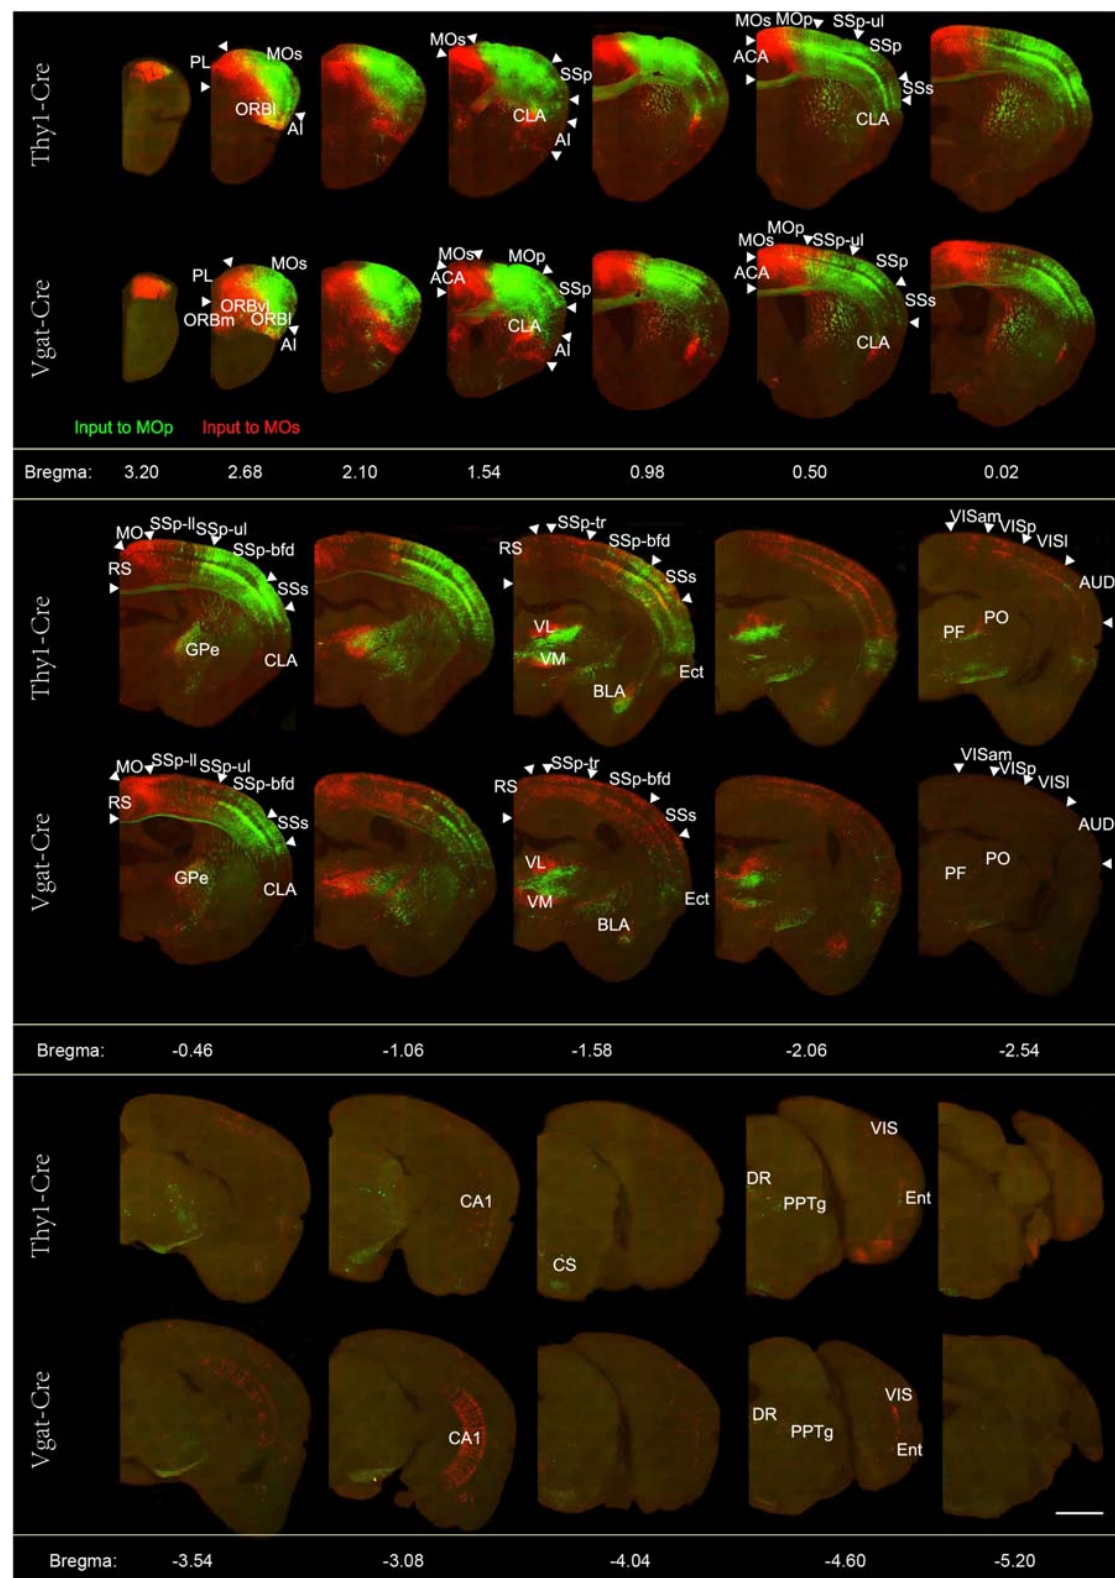 Thy1-Cre
PL
MOs
ORBl
AI
MOs
SSp
CLA
AI
MOs
MOp
SSp-ul
ACA
SSp
SSs
CLA
Vgat-Cre
PL
MOs
ORBvl
ORBm
ORBl
AI
MOs
MOp
ACA
SSp
CLA
AI
MOp
MOs
SSp-ul
ACA
SSp
SSs
CLA
Input to MOp Input to MOs
Bregma: 3.20 2.68 2.10 1.54 0.98 0.50 0.02
Thy1-Cre
MO
SSp-ll
SSp-ul
RS
SSp-bfd
SSs
GPe
CLA
RS
SSp-tr
SSp-bfd
SSs
VL
VM
BLA
Ect
VISam
VISp
VISl
AUD
PO
PF
Vgat-Cre
MO
SSp-ll
SSp-ul
RS
SSp-bfd
SSs
GPe
CLA
RS
SSp-tr
SSp-bfd
SSs
VL
VM
BLA
Ect
VISam
VISp
VISl
AUD
PO
PF
Bregma: -0.46 -1.06 -1.58 -2.06 -2.54
Thy1-Cre
CA1
CS
VIS
DR
PPTg
Ent
Vgat-Cre
CA1
VIS
DR
PPTg
Ent
Bregma: -3.54 -3.08 -4.04 -4.60 -5.20